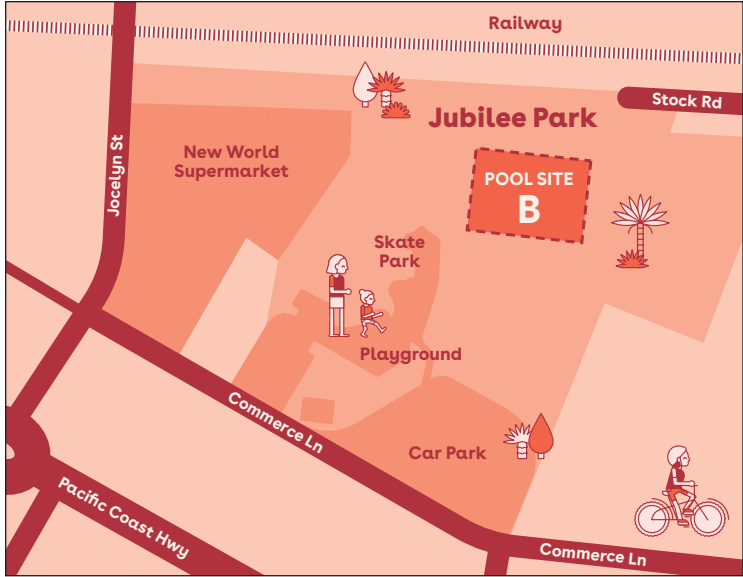 Railway
Stock Rd
Jubilee Park
Jocelyn St
New World
Supermarket
POOL SITE
B
Skate
Park
Playground
Commerce Ln
Car Park
Pacific Coast Hwy
Commerce Ln